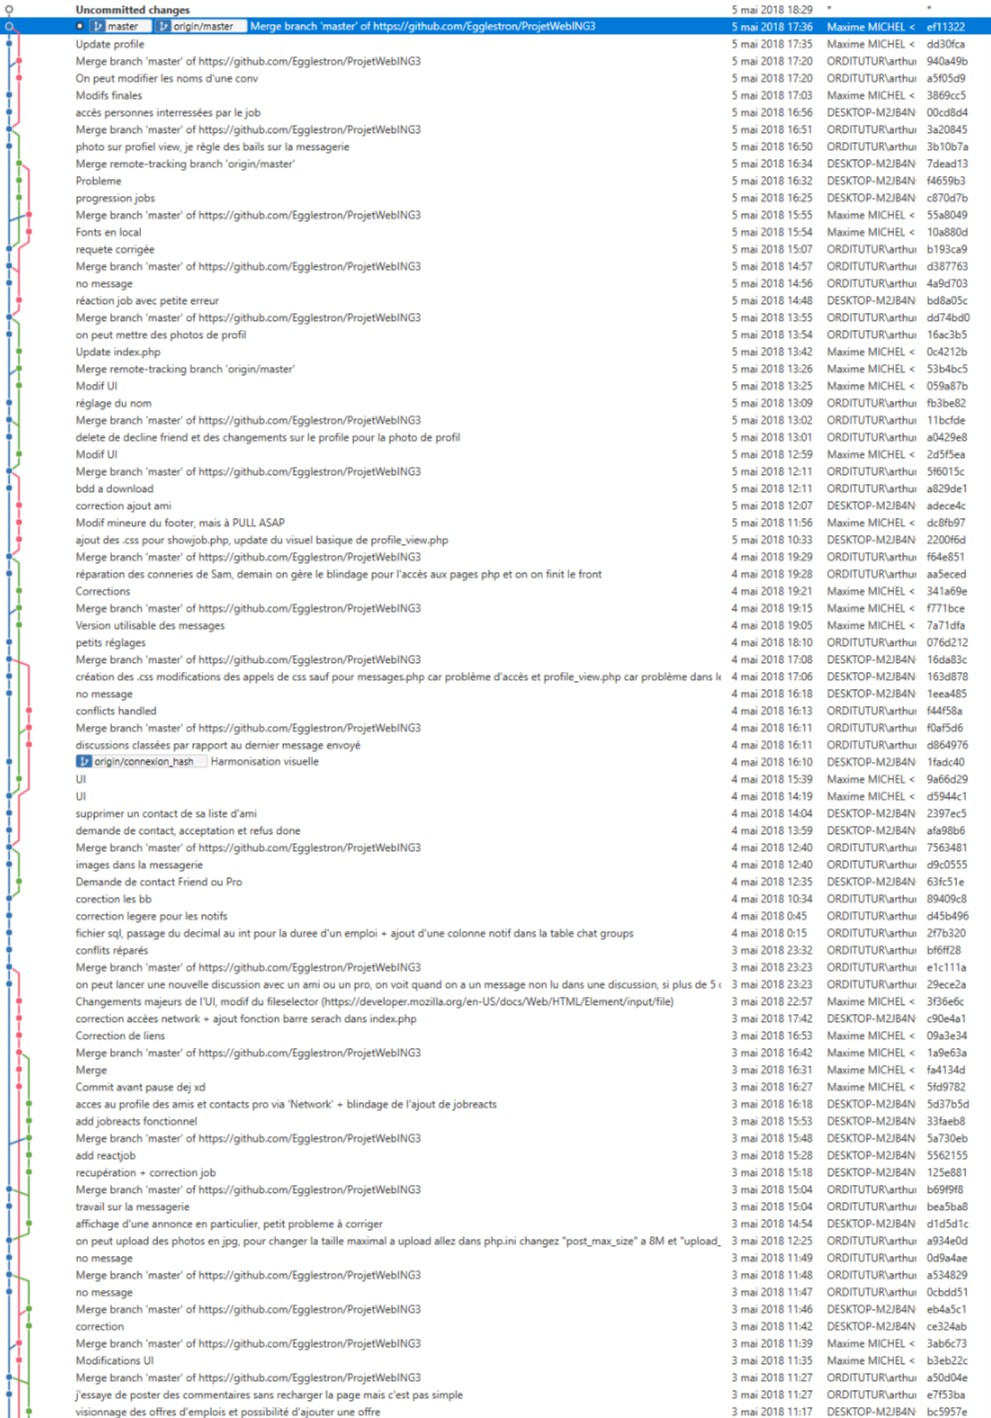 Uncommitted changes 5 mai 2018 18:29 * *
master origin/master Merge branch 'master' of https://github.com/Egglestron/ProjetWebING3 5 mai 2018 17:36 Maxime MICHEL < ef11322
Update profile 5 mai 2018 17:35 Maxime MICHEL < dd30fca
Merge branch 'master' of https://github.com/Egglestron/ProjetWebING3 5 mai 2018 17:20 ORDITUTUR\arthur 940a49b
On peut modifier les noms d'une conv 5 mai 2018 17:20 ORDITUTUR\arthur a5f05d9
Modifs finales 5 mai 2018 17:03 Maxime MICHEL < 3869cc5
accès personnes interressées par le job 5 mai 2018 16:56 DESKTOP-M2JB4N 00cd8d4
Merge branch 'master' of https://github.com/Egglestron/ProjetWebING3 5 mai 2018 16:51 ORDITUTUR\arthur 3a20845
photo sur profiel view, je règle des bails sur la messagerie 5 mai 2018 16:50 ORDITUTUR\arthur 3b10b7a
Merge remote-tracking branch 'origin/master' 5 mai 2018 16:34 DESKTOP-M2JB4N 7dead13
Probleme 5 mai 2018 16:32 DESKTOP-M2JB4N f4659b3
progression jobs 5 mai 2018 16:25 DESKTOP-M2JB4N c870d7b
Merge branch 'master' of https://github.com/Egglestron/ProjetWebING3 5 mai 2018 15:55 Maxime MICHEL < 55a8049
Fonts en local 5 mai 2018 15:54 Maxime MICHEL < 10a880d
requete corrigée 5 mai 2018 15:07 ORDITUTUR\arthur b193ca9
Merge branch 'master' of https://github.com/Egglestron/ProjetWebING3 5 mai 2018 14:57 ORDITUTUR\arthur d387763
no message 5 mai 2018 14:56 ORDITUTUR\arthur 4a9d703
réaction job avec petite erreur 5 mai 2018 14:48 DESKTOP-M2JB4N bd8a05c
Merge branch 'master' of https://github.com/Egglestron/ProjetWebING3 5 mai 2018 13:55 ORDITUTUR\arthur dd74bd0
on peut mettre des photos de profil 5 mai 2018 13:54 ORDITUTUR\arthur 16ac3b5
Update index.php 5 mai 2018 13:42 Maxime MICHEL < 0c4212b
Merge remote-tracking branch 'origin/master' 5 mai 2018 13:26 Maxime MICHEL < 53b4bc5
Modif UI 5 mai 2018 13:25 Maxime MICHEL < 059a87b
réglage du nom 5 mai 2018 13:09 ORDITUTUR\arthur fb3be82
Merge branch 'master' of https://github.com/Egglestron/ProjetWebING3 5 mai 2018 13:02 ORDITUTUR\arthur 11bcfde
delete de decline friend et des changements sur le profile pour la photo de profil 5 mai 2018 13:01 ORDITUTUR\arthur a0429e8
Modif UI 5 mai 2018 12:59 Maxime MICHEL < 2d5f5ea
Merge branch 'master' of https://github.com/Egglestron/ProjetWebING3 5 mai 2018 12:11 ORDITUTUR\arthur 5f6015c
bdd a download 5 mai 2018 12:11 ORDITUTUR\arthur a829de1
correction ajout ami 5 mai 2018 12:07 DESKTOP-M2JB4N adece4c
Modif mineure du footer, mais à PULL ASAP 5 mai 2018 11:56 Maxime MICHEL < dc8fb97
ajout des .css pour showjob.php, update du visuel basique de profile_view.php 5 mai 2018 10:33 DESKTOP-M2JB4N 2200f6d
Merge branch 'master' of https://github.com/Egglestron/ProjetWebING3 4 mai 2018 19:29 ORDITUTUR\arthur f64e851
réparation des conneries de Sam, demain on gère le blindage pour l'accès aux pages php et on on finit le front 4 mai 2018 19:28 ORDITUTUR\arthur aa5eced
Corrections 4 mai 2018 19:21 Maxime MICHEL < 341a69e
Merge branch 'master' of https://github.com/Egglestron/ProjetWebING3 4 mai 2018 19:15 Maxime MICHEL < f771bce
Version utilisable des messages 4 mai 2018 19:05 Maxime MICHEL < 7a71dfa
petits réglages 4 mai 2018 18:10 ORDITUTUR\arthur 076d212
Merge branch 'master' of https://github.com/Egglestron/ProjetWebING3 4 mai 2018 17:08 DESKTOP-M2JB4N 16da83c
création des .css modifications des appels de css sauf pour messages.php car problème d'accès et profile_view.php car problème dans le 4 mai 2018 17:06 DESKTOP-M2JB4N 163d878
no message 4 mai 2018 16:18 DESKTOP-M2JB4N 1eea485
conflicts handled 4 mai 2018 16:13 ORDITUTUR\arthur f44f58a
Merge branch 'master' of https://github.com/Egglestron/ProjetWebING3 4 mai 2018 16:11 ORDITUTUR\arthur f0af5d6
discussions classées par rapport au dernier message envoyé 4 mai 2018 16:11 ORDITUTUR\arthur d864976
origin/connexion_hash Harmonisation visuelle 4 mai 2018 16:10 DESKTOP-M2JB4N 1fadc40
UI 4 mai 2018 15:39 Maxime MICHEL < 9a66d29
UI 4 mai 2018 14:19 Maxime MICHEL < d5944c1
supprimer un contact de sa liste d'ami 4 mai 2018 14:04 DESKTOP-M2JB4N 2397ec5
demande de contact, acceptation et refus done 4 mai 2018 13:59 DESKTOP-M2JB4N afa98b6
Merge branch 'master' of https://github.com/Egglestron/ProjetWebING3 4 mai 2018 12:40 ORDITUTUR\arthur 7563481
images dans la messagerie 4 mai 2018 12:40 ORDITUTUR\arthur d9c0555
Demande de contact Friend ou Pro 4 mai 2018 12:35 DESKTOP-M2JB4N 63fc51e
corection les bb 4 mai 2018 10:34 ORDITUTUR\arthur 89409c8
correction legere pour les notifs 4 mai 2018 0:45 ORDITUTUR\arthur d45b496
fichier sql, passage du decimal au int pour la duree d'un emploi + ajout d'une colonne notif dans la table chat groups 4 mai 2018 0:15 ORDITUTUR\arthur 2f7b320
conflits réparés 3 mai 2018 23:32 ORDITUTUR\arthur bf6ff28
Merge branch 'master' of https://github.com/Egglestron/ProjetWebING3 3 mai 2018 23:23 ORDITUTUR\arthur e1c111a
on peut lancer une nouvelle discussion avec un ami ou un pro, on voit quand on a un message non lu dans une discussion, si plus de 5 3 mai 2018 23:23 ORDITUTUR\arthur 29ece2a
Changements majeurs de l'UI, modif du fileselector (https://developer.mozilla.org/en-US/docs/Web/HTML/Element/input/file) 3 mai 2018 22:57 Maxime MICHEL < 3f36e6c
correction accèes network + ajout fonction barre serach dans index.php 3 mai 2018 17:42 DESKTOP-M2JB4N c90e4a1
Correction de liens 3 mai 2018 16:53 Maxime MICHEL < 09a3e34
Merge branch 'master' of https://github.com/Egglestron/ProjetWebING3 3 mai 2018 16:42 Maxime MICHEL < 1a9e63a
Merge 3 mai 2018 16:31 Maxime MICHEL < fa4134d
Commit avant pause dej xd 3 mai 2018 16:27 Maxime MICHEL < 5fd9782
acces au profile des amis et contacts pro via 'Network' + blindage de l'ajout de jobreacts 3 mai 2018 16:18 DESKTOP-M2JB4N 5d37b5d
add jobreacts fonctionnel 3 mai 2018 15:53 DESKTOP-M2JB4N 33faeb8
Merge branch 'master' of https://github.com/Egglestron/ProjetWebING3 3 mai 2018 15:48 DESKTOP-M2JB4N 5a730eb
add reactjob 3 mai 2018 15:28 DESKTOP-M2JB4N 5562155
recupération + correction job 3 mai 2018 15:18 DESKTOP-M2JB4N 125e881
Merge branch 'master' of https://github.com/Egglestron/ProjetWebING3 3 mai 2018 15:04 ORDITUTUR\arthur b69f9f8
travail sur la messagerie 3 mai 2018 15:04 ORDITUTUR\arthur bea5ba8
affichage d'une annonce en particulier, petit probleme à corriger 3 mai 2018 14:54 DESKTOP-M2JB4N d1d5d1c
on peut upload des photos en jpg, pour changer la taille maximal a upload allez dans php.ini changez "post_max_size" a 8M et "upload_ 3 mai 2018 12:25 ORDITUTUR\arthur a934e0d
no message 3 mai 2018 11:49 ORDITUTUR\arthur 0d9a4ae
Merge branch 'master' of https://github.com/Egglestron/ProjetWebING3 3 mai 2018 11:48 ORDITUTUR\arthur a534829
no message 3 mai 2018 11:47 ORDITUTUR\arthur 0cbdd51
Merge branch 'master' of https://github.com/Egglestron/ProjetWebING3 3 mai 2018 11:46 DESKTOP-M2JB4N eb4a5c1
correction 3 mai 2018 11:42 DESKTOP-M2JB4N ce324ab
Merge branch 'master' of https://github.com/Egglestron/ProjetWebING3 3 mai 2018 11:39 Maxime MICHEL < 3ab6c73
Modifications UI 3 mai 2018 11:35 Maxime MICHEL < b3eb22c
Merge branch 'master' of https://github.com/Egglestron/ProjetWebING3 3 mai 2018 11:27 ORDITUTUR\arthur a50d04e
j'essaye de poster des commentaires sans recharger la page mais c'est pas simple 3 mai 2018 11:27 ORDITUTUR\arthur e7f53ba
visionnage des offres d'emplois et possibilité d'ajouter une offre 3 mai 2018 11:17 DESKTOP-M2JB4N bc5957e